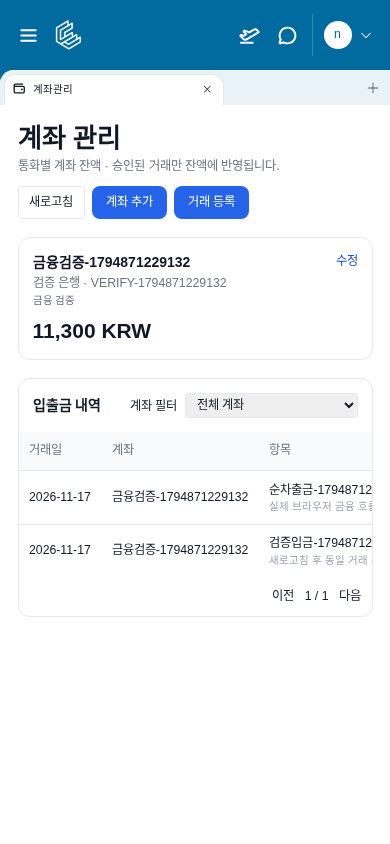 n
계좌관리
계좌 관리
통화별 계좌 잔액 · 승인된 거래만 잔액에 반영됩니다.
새로고침 계좌 추가 거래 등록
금융검증-1794871229132 수정
검증 은행 · VERIFY-1794871229132
금융 검증
11,300 KRW
입출금 내역 계좌 필터 전체 계좌
거래일 계좌 항목
2026-11-17 금융검증-1794871229132 순차출금-1794871229132
실제 브라우저 금융 흐름
2026-11-17 금융검증-1794871229132 검증입금-179487122
새로고침 후 동일 거래
이전 1 / 1 다음